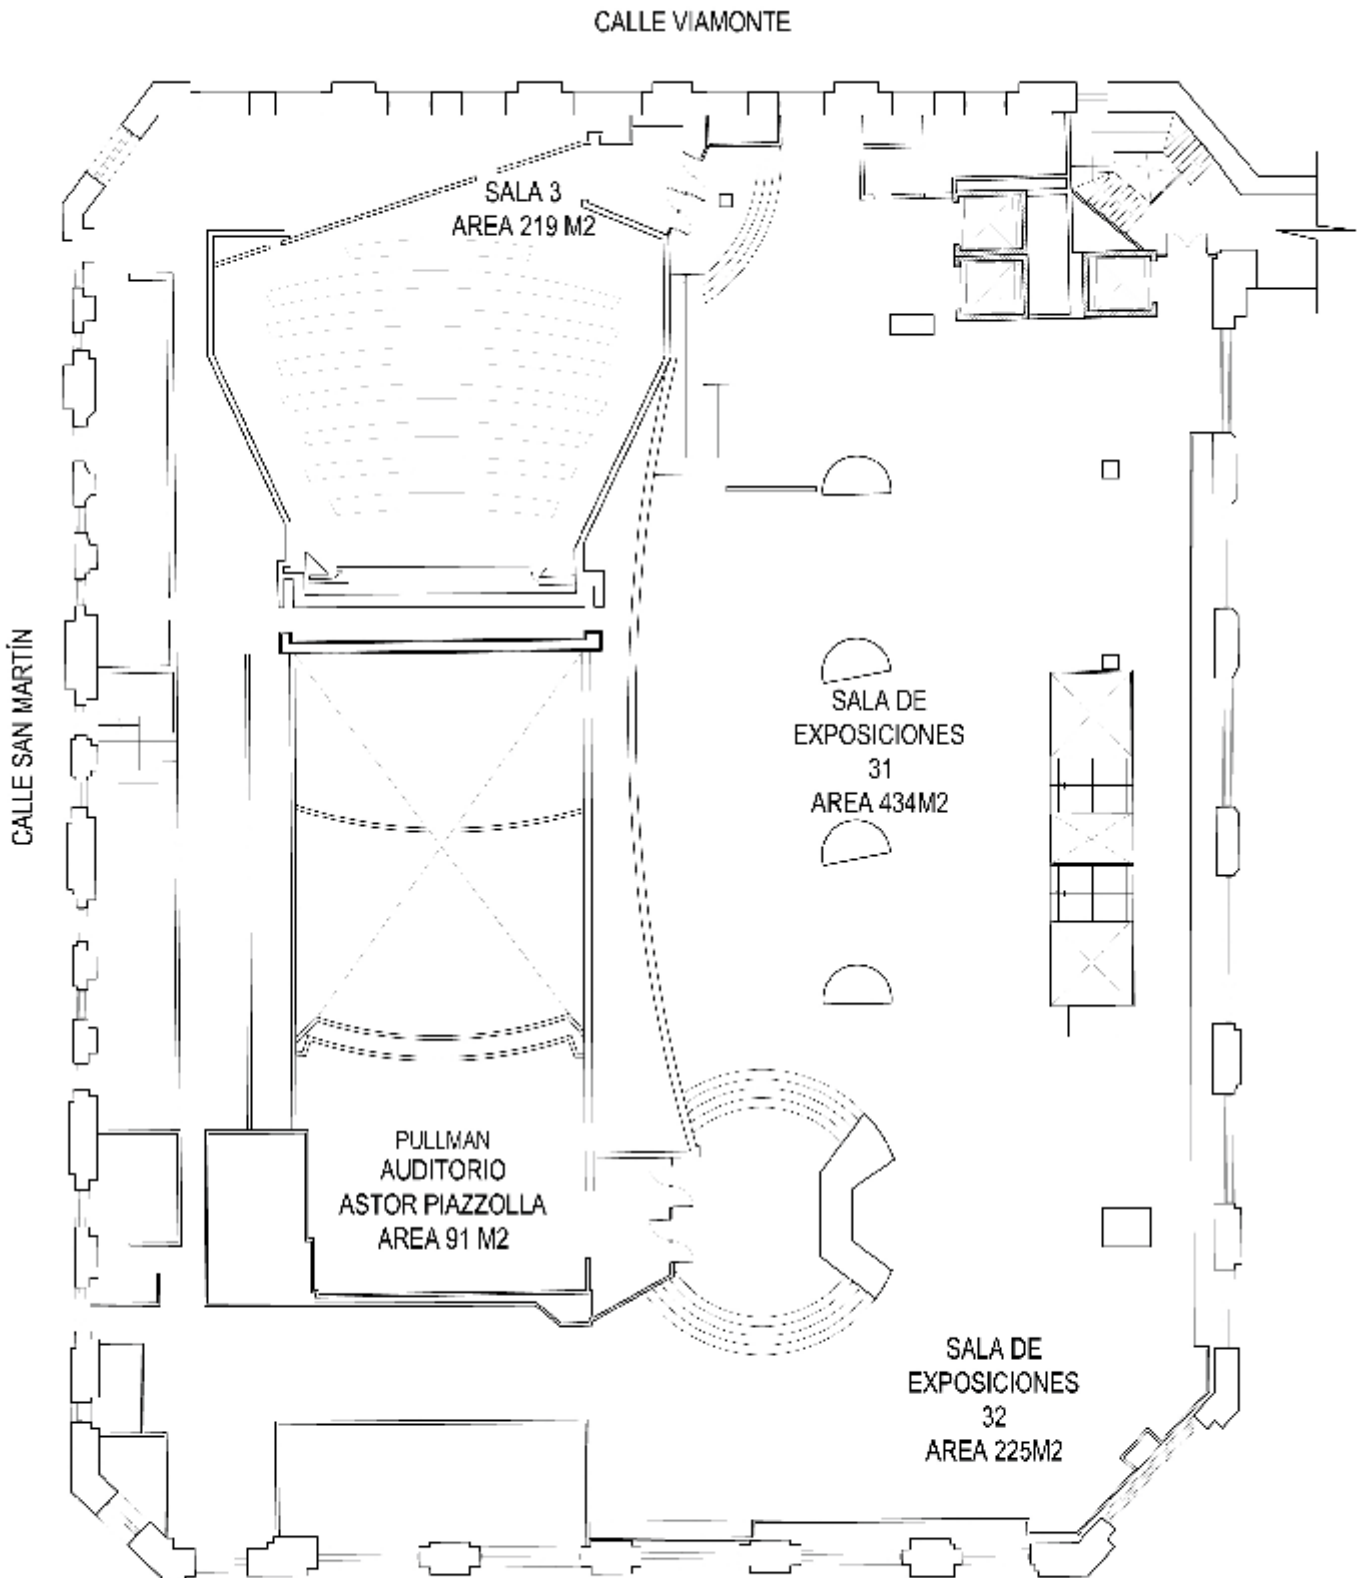 CALLE VIAMONTE
SALA 3
AREA 219 M2
CALLE SAN MARTÍN
SALA DE
EXPOSICIONES
31
AREA 434M2
PULLMAN
AUDITORIO
ASTOR PIAZZOLLA
AREA 91 M2
SALA DE
EXPOSICIONES
32
AREA 225M2